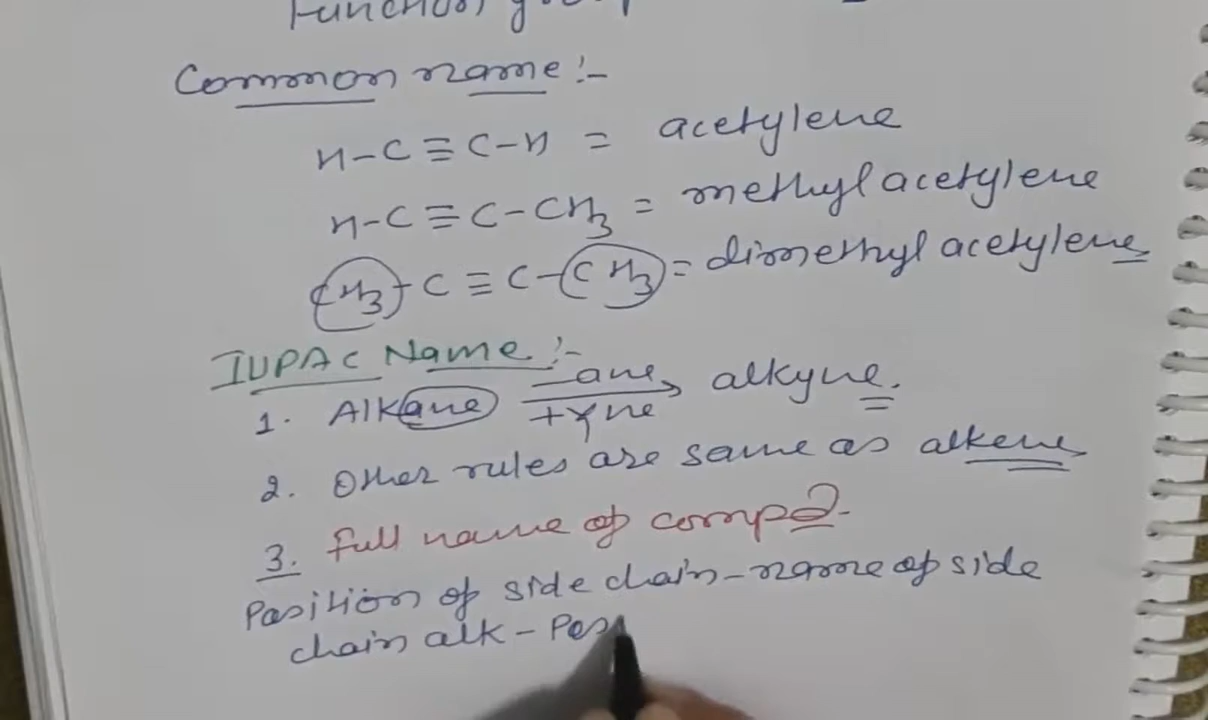 Function, group
Common name :-
H-C≡C-H = acetylene
H-C≡C-CH3 = methyl acetylene
CH3-C≡C-CH3 = dimethyl acetylene
IUPAC Name :-
1. Alkane -ane +yne → alkyne.
2. Other rules are same as alkene
3. full name of compd.
Position of side chain-name of side
chain alk - Pos